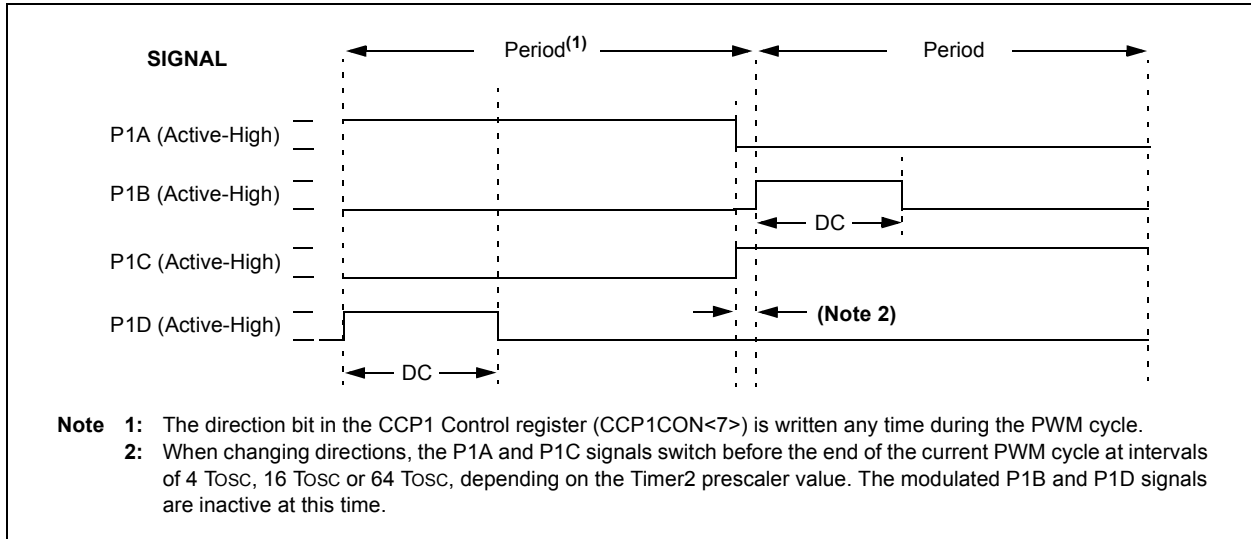 SIGNAL
Period(1)
Period
P1A (Active-High)
P1B (Active-High)
DC
P1C (Active-High)
P1D (Active-High)
(Note 2)
DC
Note 1: The direction bit in the CCP1 Control register (CCP1CON<7>) is written any time during the PWM cycle.
2: When changing directions, the P1A and P1C signals switch before the end of the current PWM cycle at intervals
of 4 TOSC, 16 TOSC or 64 TOSC, depending on the Timer2 prescaler value. The modulated P1B and P1D signals
are inactive at this time.